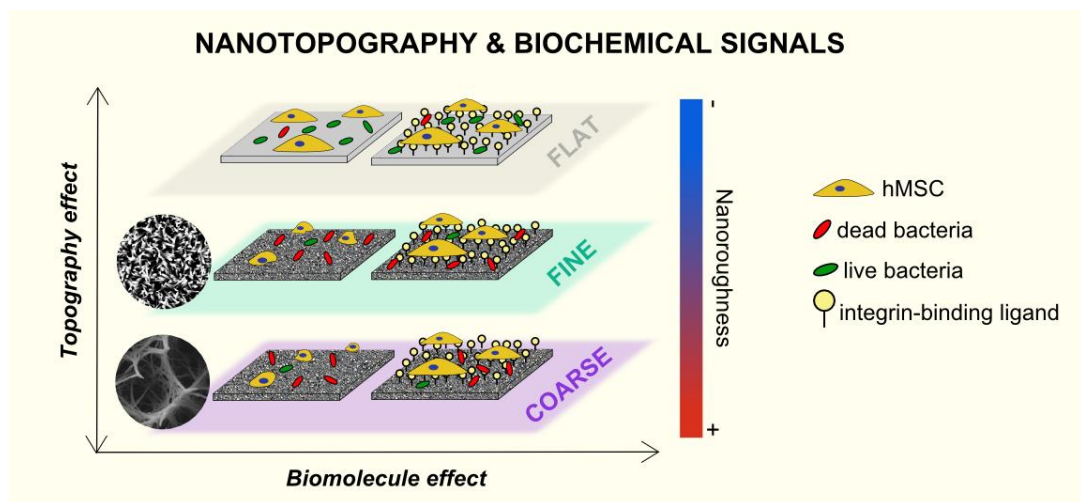 NANOTOPOGRAPHY & BIOCHEMICAL SIGNALS
Topography effect
FLAT
FINE
COARSE
Biomolecule effect
-
Nanoroughness
+
hMSC
dead bacteria
live bacteria
integrin-binding ligand